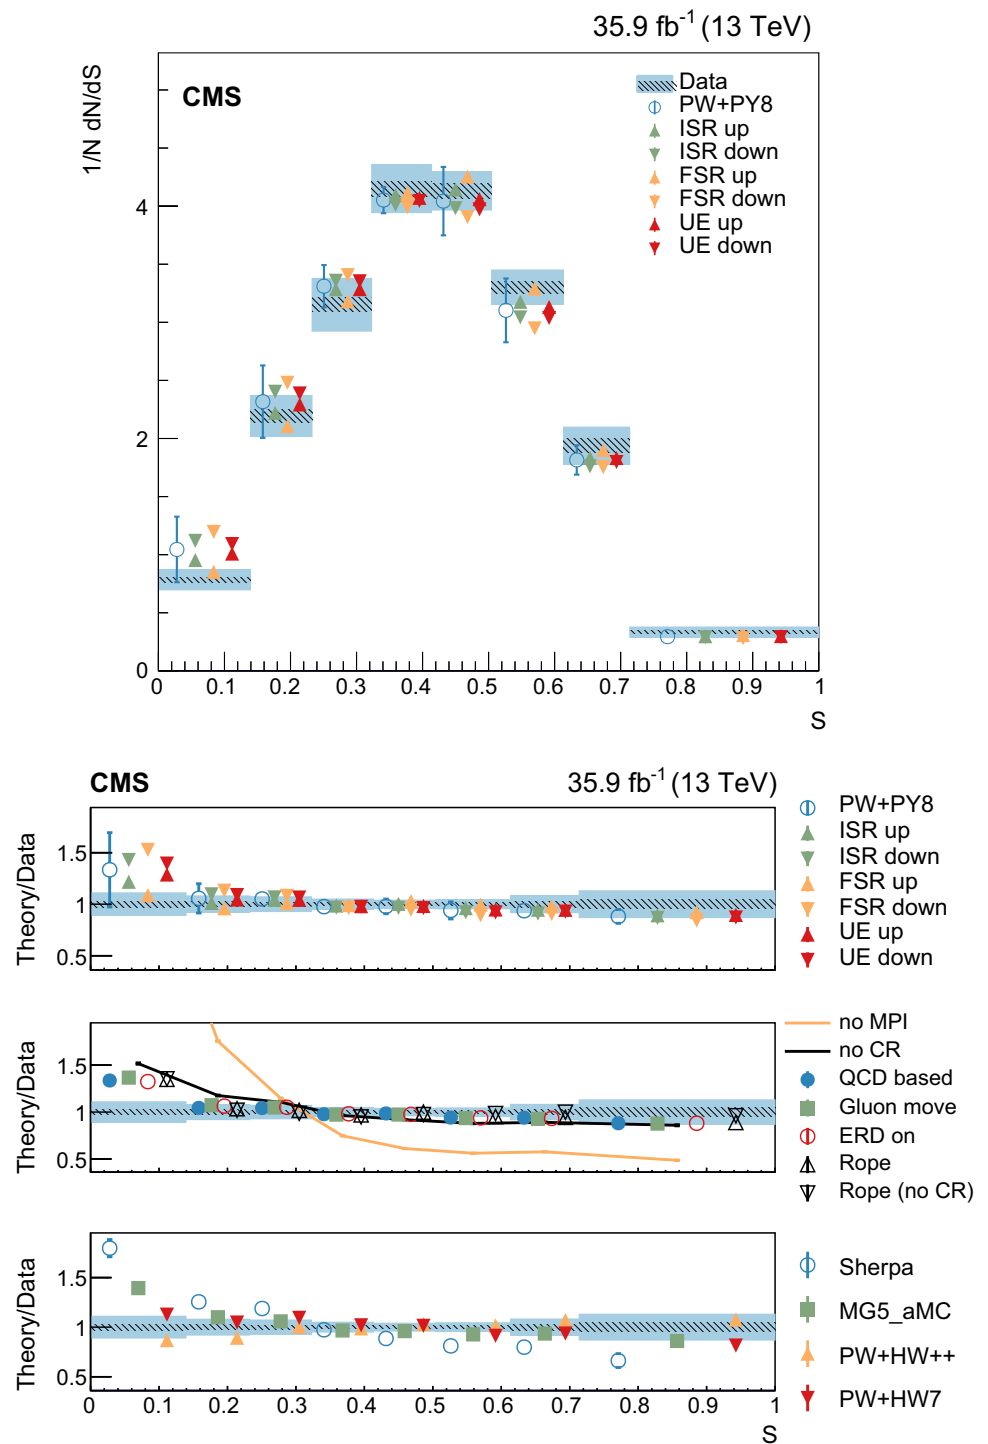 35.9 fb⁻¹ (13 TeV)
1/N dN/dS
CMS
Data
PW+PY8
ISR up
ISR down
FSR up
FSR down
UE up
UE down
4
2
0
0 0.1 0.2 0.3 0.4 0.5 0.6 0.7 0.8 0.9 1
S
CMS 35.9 fb⁻¹ (13 TeV)
Theory/Data
1.5
1
0.5
PW+PY8
ISR up
ISR down
FSR up
FSR down
UE up
UE down
Theory/Data
1.5
1
0.5
no MPI
no CR
QCD based
Gluon move
ERD on
Rope
Rope (no CR)
Theory/Data
1.5
1
0.5
Sherpa
MG5_aMC
PW+HW++
PW+HW7
0 0.1 0.2 0.3 0.4 0.5 0.6 0.7 0.8 0.9 1
S